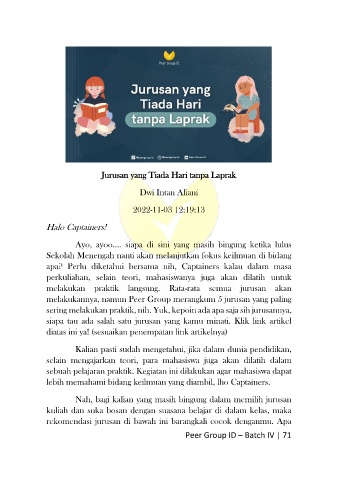 Peer Group ID
Jurusan yang
Tiada Hari
tanpa Laprak
Jurusan yang Tiada Hari tanpa Laprak
Dwi Intan Aliani
2022-11-03 12:19:13
Halo Captainers!
Ayo, ayoo.... siapa di sini yang masih bingung ketika lulus
Sekolah Menengah nanti akan melanjutkan fokus keilmuan di bidang
apa? Perlu diketahui bersama nih, Captainers kalau dalam masa
perkuliahan, selain teori, mahasiswanya juga akan dilatih untuk
melakukan praktik langsung. Rata-rata semua jurusan akan
melakukannya, namun Peer Group merangkum 5 jurusan yang paling
sering melakukan praktik, nih. Yuk, kepoin ada apa saja sih jurusannya,
siapa tau ada salah satu jurusan yang kamu minati. Klik link artikel
diatas ini ya! (sesuaikan penempatan link artikelnya)
Kalian pasti sudah mengetahui, jika dalam dunia pendidikan,
selain mengajarkan teori, para mahasiswa juga akan dilatih dalam
sebuah pelajaran praktik. Kegiatan ini dilakukan agar mahasiswa dapat
lebih memahami bidang keilmuan yang diambil, lho Captainers.
Nah, bagi kalian yang masih bingung dalam memilih jurusan
kuliah dan suka bosan dengan suasana belajar di dalam kelas, maka
rekomendasi jurusan di bawah ini barangkali cocok denganmu. Apa
Peer Group ID – Batch IV | 71